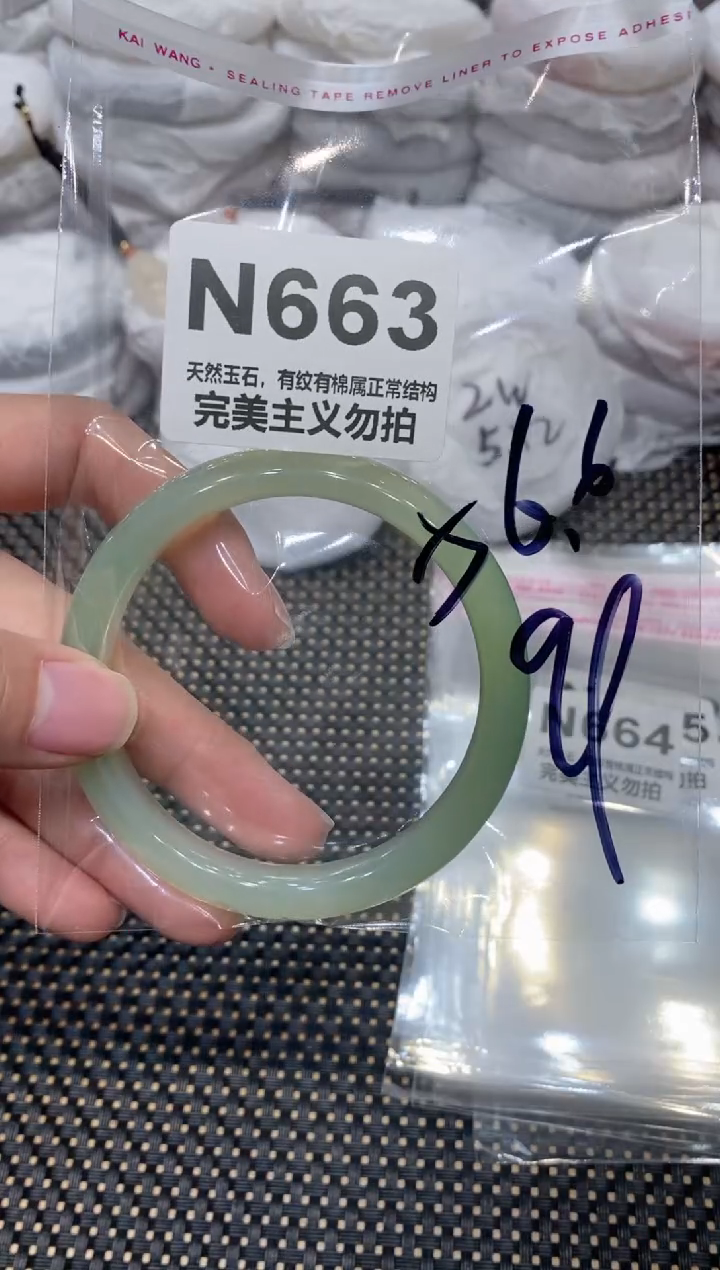 KAI WANG - SEALING TAPE REMOVE LINER TO EXPOSE ADHESI
N663
天然玉石，有纹有棉属正常结构
完美主义勿拍
2W
56.6
N664
完美主义勿拍